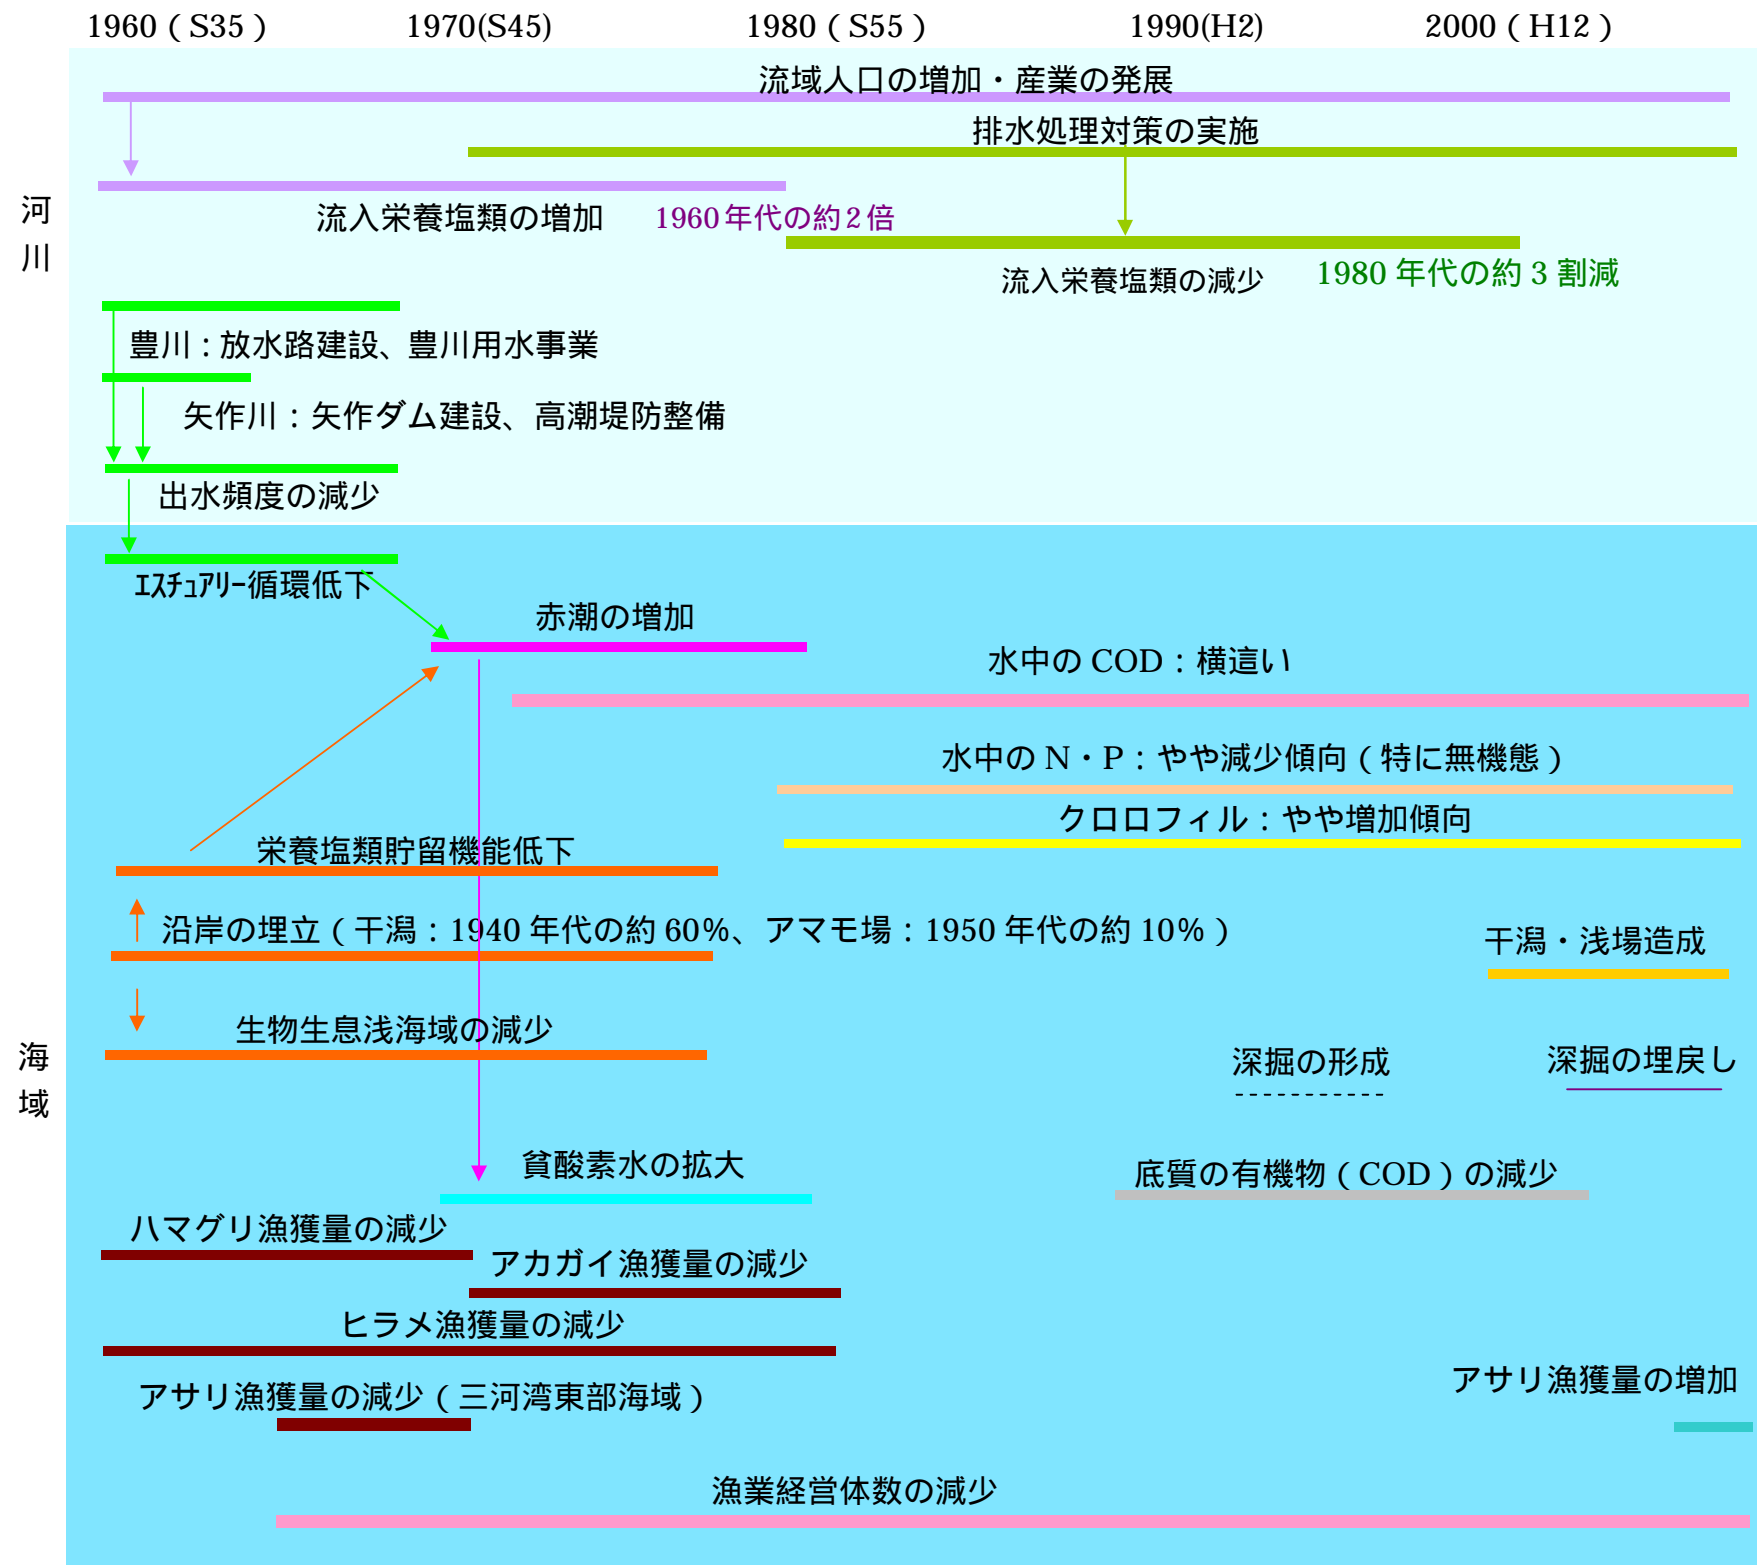 1960（S35） 1970(S45) 1980（S55） 1990(H2) 2000（H12）
流域人口の増加・産業の発展
排水処理対策の実施
河川
流入栄養塩類の増加 1960年代の約2倍
流入栄養塩類の減少 1980年代の約3割減
豊川：放水路建設、豊川用水事業
矢作川：矢作ダム建設、高潮堤防整備
出水頻度の減少
ｴｽﾁｭｱﾘｰ循環低下
赤潮の増加
水中のCOD：横這い
水中のN・P：やや減少傾向（特に無機態）
クロロフィル：やや増加傾向
栄養塩類貯留機能低下
沿岸の埋立（干潟：1940年代の約60%、アマモ場：1950年代の約10%）
干潟・浅場造成
生物生息浅海域の減少
海域
深掘の形成 深掘の埋戻し
貧酸素水の拡大
底質の有機物（COD）の減少
ハマグリ漁獲量の減少
アカガイ漁獲量の減少
ヒラメ漁獲量の減少
アサリ漁獲量の減少（三河湾東部海域）
アサリ漁獲量の増加
漁業経営体数の減少